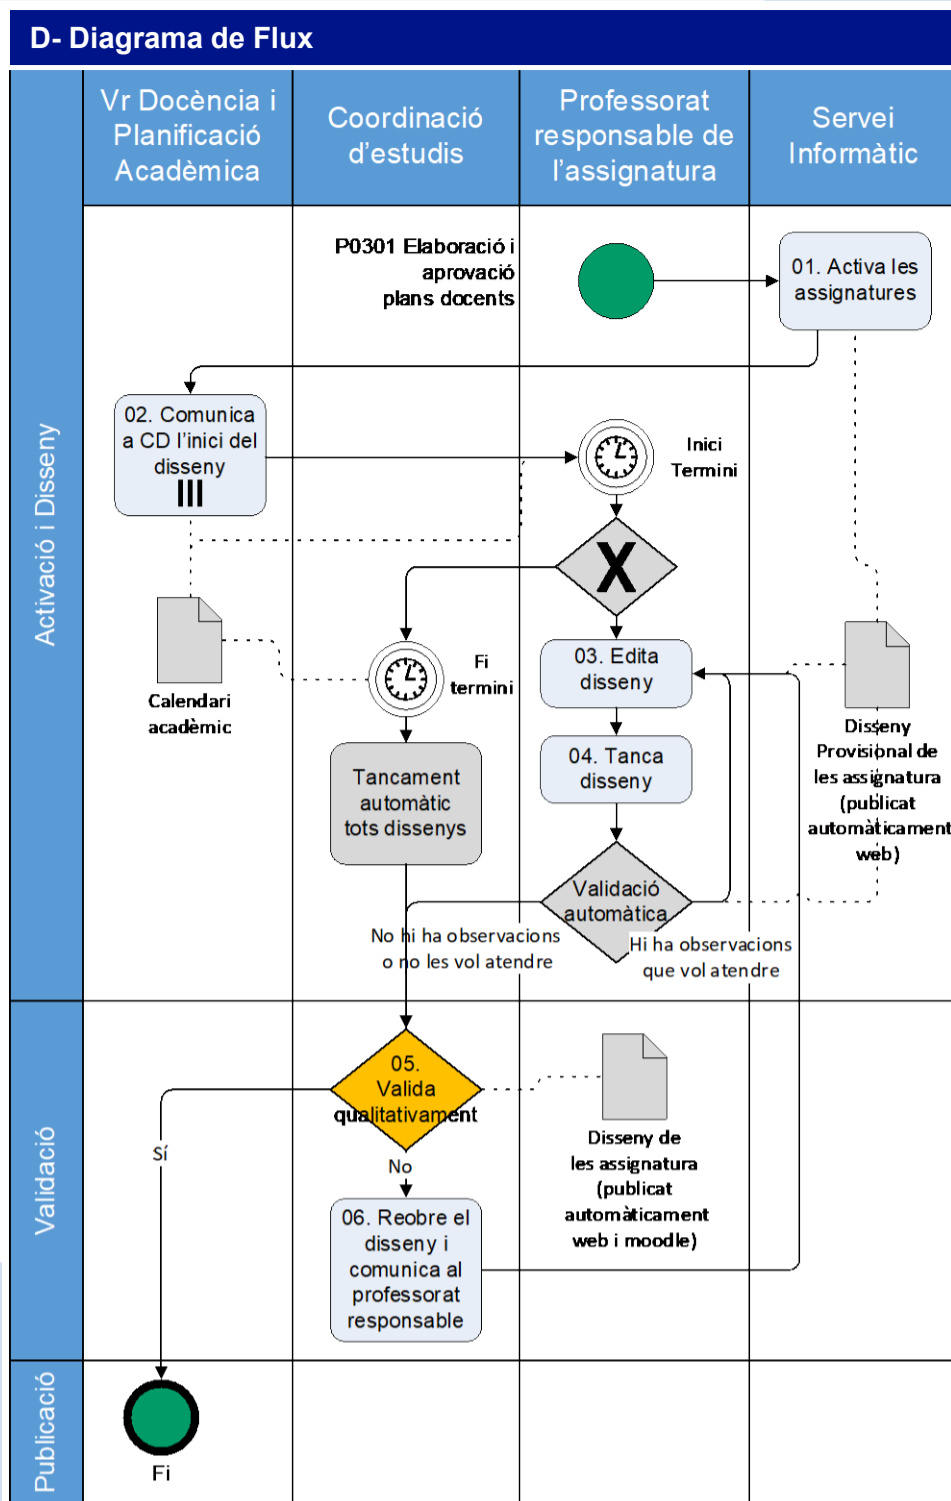 D- Diagrama de Flux
Vr Docència i
Planificació
Acadèmica
Coordinació
d'estudis
Professorat
responsable de
l'assignatura
Servei
Informàtic
Activació i Disseny
P0301 Elaboració i
aprovació
plans docents
01. Activa les
assignatures
02. Comunica
a CD l'inici del
disseny
Inici
Termini
X
Calendari
acadèmic
Fi
termini
03. Edita
disseny
Disseny
Provisional de
les assignatura
(publicat
automàticament
web)
04. Tanca
disseny
Tancament
automàtic
tots dissenys
Validació
automàtica
No hi ha observacions
o no les vol atendre
Hi ha observacions
que vol atendre
Validació
05.
Valida
qualitativament
Sí
No
Disseny de
les assignatura
(publicat
automàticament
web i moodle)
06. Reobre el
disseny i
comunica al
professorat
responsable
Publicació
Fi